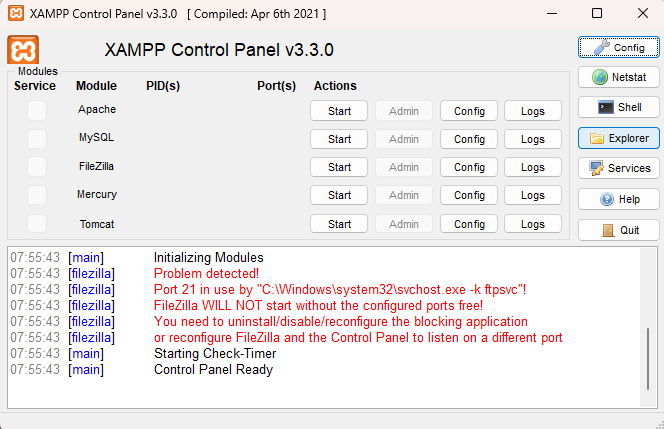 XAMPP Control Panel v3.3.0 [ Compiled: Apr 6th 2021 ]
XAMPP Control Panel v3.3.0
Config
Modules
Service Module PID(s) Port(s) Actions
Netstat
Apache Start Admin Config Logs
Shell
MySQL Start Admin Config Logs
Explorer
FileZilla Start Admin Config Logs
Services
Mercury Start Admin Config Logs
Help
Tomcat Start Admin Config Logs
Quit
07:55:43 [main] Initializing Modules
07:55:43 [filezilla] Problem detected!
07:55:43 [filezilla] Port 21 in use by "C:\Windows\system32\svchost.exe -k ftpsvc"!
07:55:43 [filezilla] FileZilla WILL NOT start without the configured ports free!
07:55:43 [filezilla] You need to uninstall/disable/reconfigure the blocking application
07:55:43 [filezilla] or reconfigure FileZilla and the Control Panel to listen on a different port
07:55:43 [main] Starting Check-Timer
07:55:43 [main] Control Panel Ready